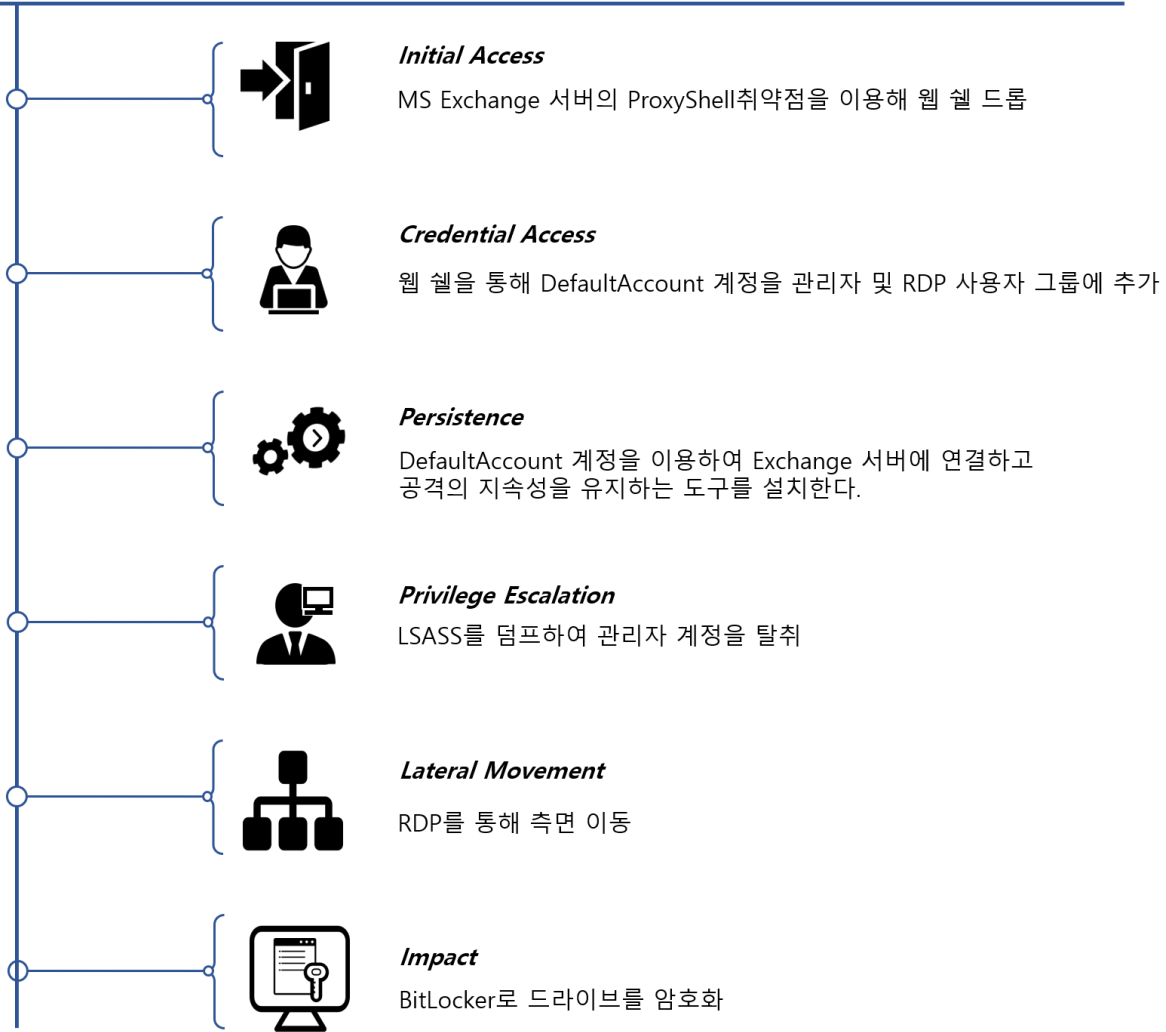 Initial Access
MS Exchange 서버의 ProxyShell취약점을 이용해 웹 쉘 드롭
Credential Access
웹 쉘을 통해 DefaultAccount 계정을 관리자 및 RDP 사용자 그룹에 추가
Persistence
DefaultAccount 계정을 이용하여 Exchange 서버에 연결하고
공격의 지속성을 유지하는 도구를 설치한다.
Privilege Escalation
LSASS를 덤프하여 관리자 계정을 탈취
Lateral Movement
RDP를 통해 측면 이동
Impact
BitLocker로 드라이브를 암호화